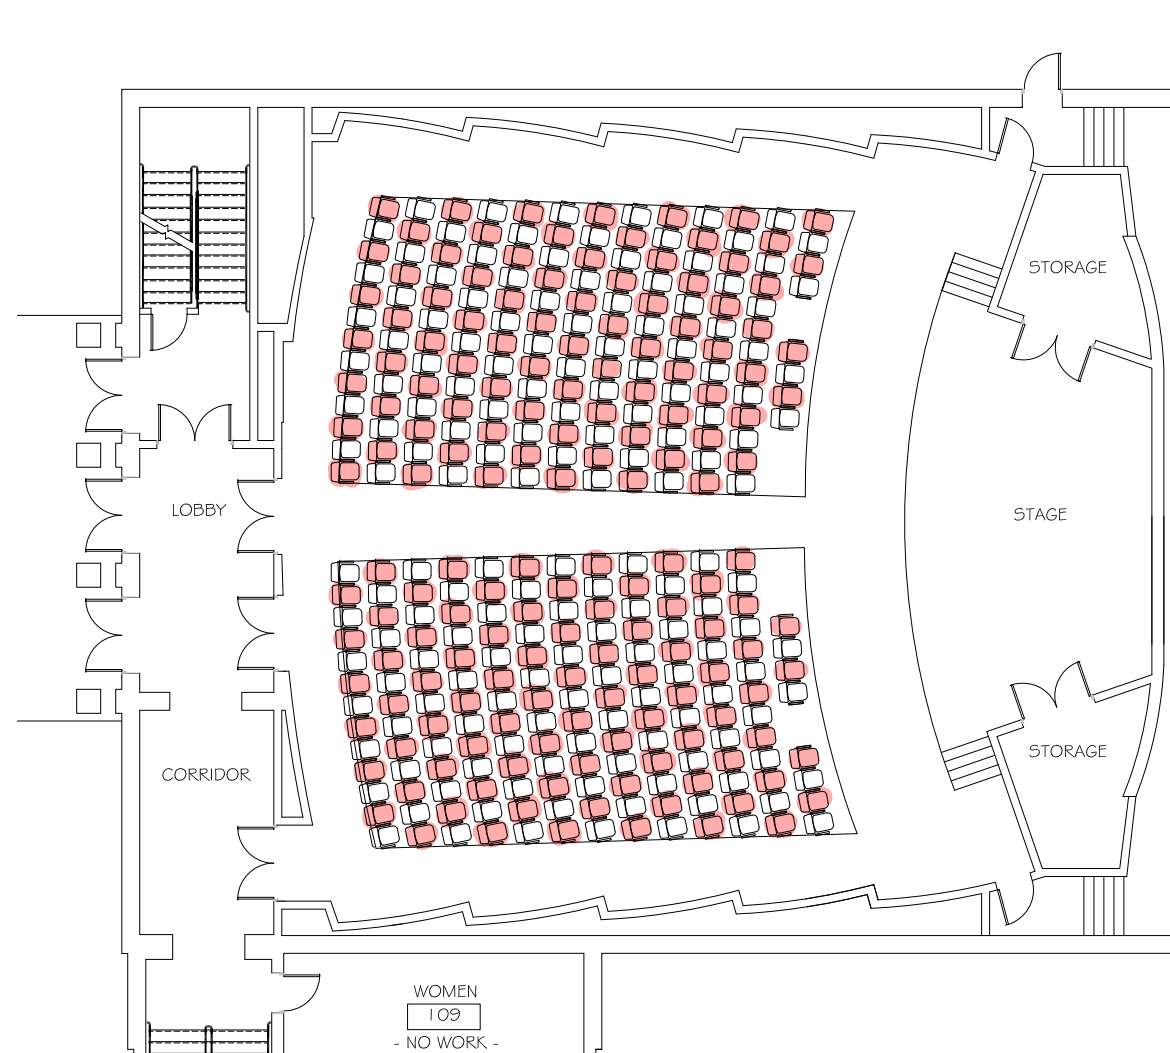 STORAGE
LOBBY
STAGE
STORAGE
CORRIDOR
WOMEN
109
- NO WORK -